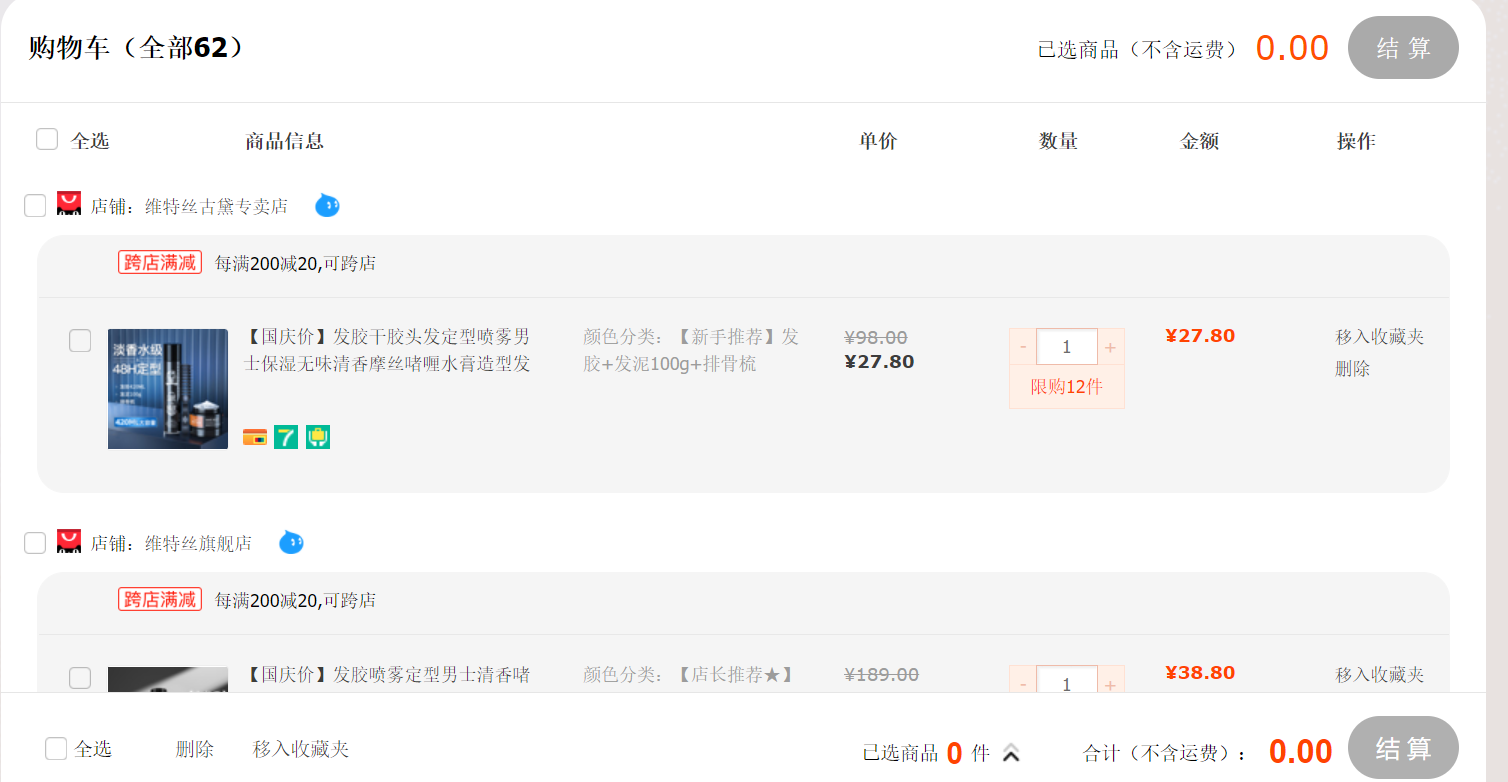 购物车（全部62）
已选商品（不含运费） 0.00 结 算
全选 商品信息 单价 数量 金额 操作
店铺：维特丝古黛专卖店
跨店满减 每满200减20,可跨店
【国庆价】发胶干胶头发定型喷雾男
士保湿无味清香摩丝啫喱水膏造型发
颜色分类：【新手推荐】发
胶+发泥100g+排骨梳
¥98.00
¥27.80
- 1 +
限购12件
¥27.80
移入收藏夹
删除
淡香水级
48H定型
7
店铺：维特丝旗舰店
跨店满减 每满200减20,可跨店
【国庆价】发胶喷雾定型男士清香啫
颜色分类：【店长推荐★】
¥189.00
- 1 +
¥38.80
移入收藏夹
全选 删除 移入收藏夹 已选商品 0 件 合计（不含运费）： 0.00 结 算